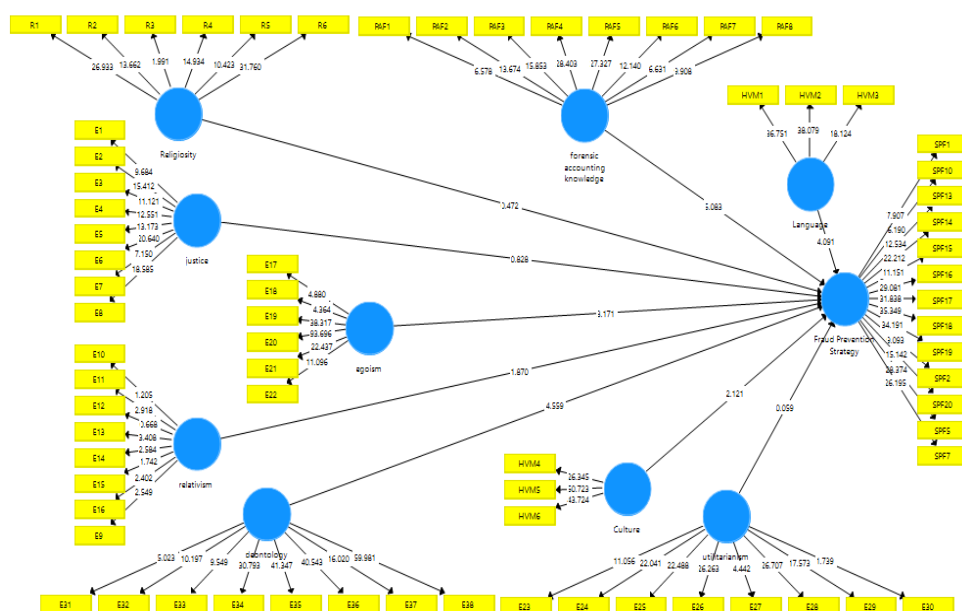 R1 R2 R3 R4 R5 R6
26.933 13.662 1.991 14.934 10.423 31.760
Religiosity
PAF1 PAF2 PAF3 PAF4 PAF5 PAF6 PAF7 PAF8
6.578 13.674 15.853 28.403 27.327 12.140 6.631 3.908
forensic
accounting
knowledge
HVM1 HVM2 HVM3
36.751 38.079 18.124
Language
E1
E2
E3
E4
E5
E6
E7
E8
9.684
15.412
11.121
12.551
13.173
20.640
7.150
18.585
justice
E17
E18
E19
E20
E21
E22
4.880
4.364
38.317
93.696
22.437
11.096
egoism
E10
E11
E12
E13
E14
E15
E16
E9
1.205
2.918
0.668
3.408
2.584
1.742
2.402
2.549
relativism
0.472
5.083
4.091
0.828
3.171
1.870
4.559
2.121
0.059
Fraud Prevention
Strategy
SPF1
SPF10
SPF13
SPF14
SPF15
SPF16
SPF17
SPF18
SPF19
SPF2
SPF20
SPF5
SPF7
7.907
6.190
12.534
22.212
11.151
29.081
31.838
35.349
34.191
3.093
15.142
28.374
26.195
HVM4
HVM5
HVM6
26.345
43.724
Culture
deontology
5.023 10.197 9.549 30.793 41.347 40.543 16.020 59.981
E31 E32 E33 E34 E35 E36 E37 E38
utilitarianism
11.056 22.041 22.488 26.263 4.442 26.707 17.573 1.739
E23 E24 E25 E26 E27 E28 E29 E30